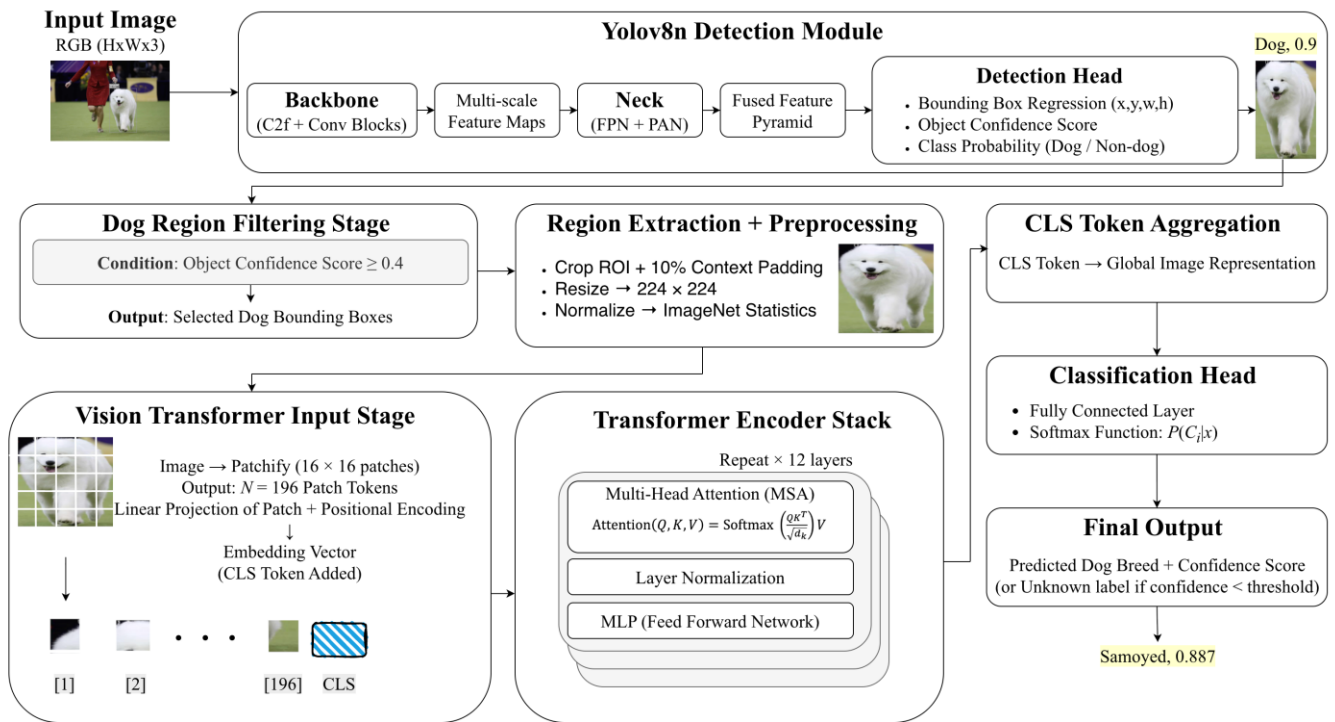 Input Image
RGB (HxWx3)
Yolov8n Detection Module
Backbone
(C2f + Conv Blocks)
Multi-scale
Feature Maps
Neck
(FPN + PAN)
Fused Feature
Pyramid
Detection Head
• Bounding Box Regression (x,y,w,h)
• Object Confidence Score
• Class Probability (Dog / Non-dog)
Dog, 0.9
Dog Region Filtering Stage
Condition: Object Confidence Score ≥ 0.4
Output: Selected Dog Bounding Boxes
Region Extraction + Preprocessing
• Crop ROI + 10% Context Padding
• Resize → 224 × 224
• Normalize → ImageNet Statistics
Vision Transformer Input Stage
Image → Patchify (16 × 16 patches)
Output: N = 196 Patch Tokens
Linear Projection of Patch + Positional Encoding
Embedding Vector
(CLS Token Added)
• • •
[1] [2] [196] CLS
Transformer Encoder Stack
Repeat × 12 layers
Multi-Head Attention (MSA)
Attention(Q, K, V) = Softmax (QK^T/√d_k) V
Layer Normalization
MLP (Feed Forward Network)
CLS Token Aggregation
CLS Token → Global Image Representation
Classification Head
• Fully Connected Layer
• Softmax Function: P(C_i|x)
Final Output
Predicted Dog Breed + Confidence Score
(or Unknown label if confidence < threshold)
Samoyed, 0.887